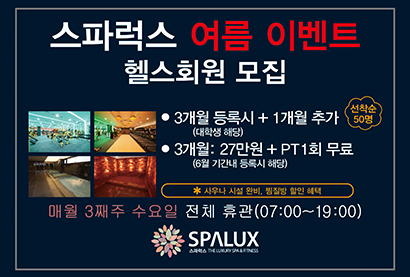 스파럭스 여름 이벤트
헬스회원 모집
선착순
50명
• 3개월 등록시 + 1개월 추가
(대학생 해당)
• 3개월: 27만원 + PT1회 무료
(6월 기간내 등록시 해당)
* 사우나 시설 완비, 찜질방 할인 혜택
매월 3째주 수요일 전체 휴관(07:00~19:00)
SPALUX
스파럭스 THE LUXURY SPA & FITNESS